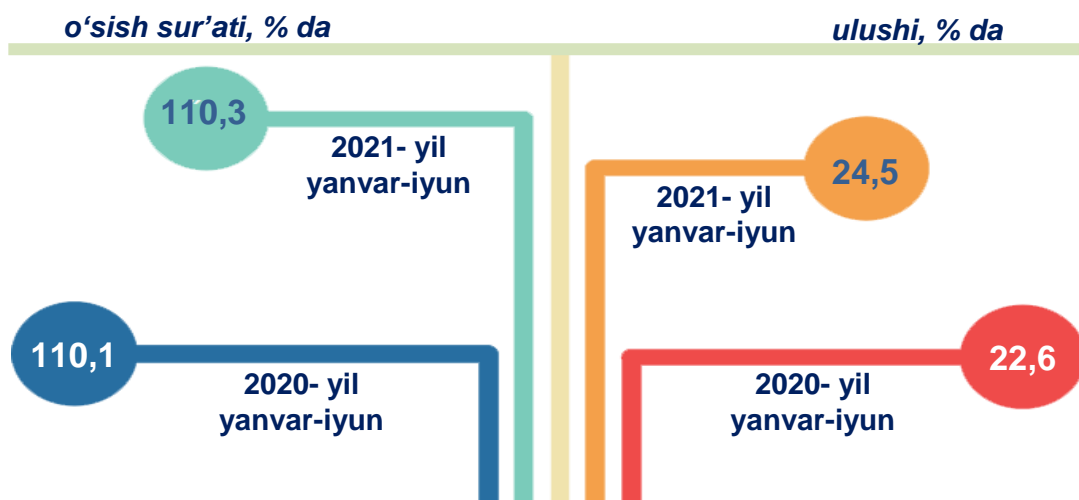 o‘sish sur’ati, % da
ulushi, % da
110,3
2021- yil
yanvar-iyun
24,5
2021- yil
yanvar-iyun
110,1
2020- yil
yanvar-iyun
22,6
2020- yil
yanvar-iyun